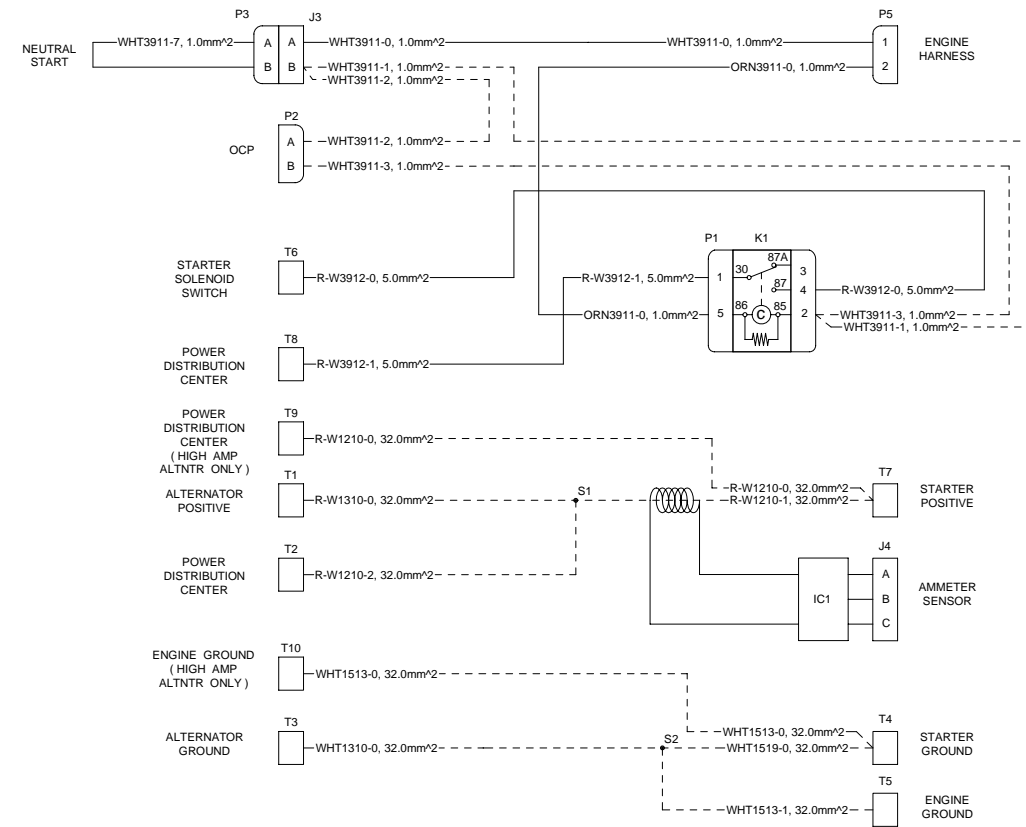 P3
J3
P5
NEUTRAL
START
WHT3911-7, 1.0mm^2
A
A
WHT3911-0, 1.0mm^2
WHT3911-0, 1.0mm^2
1
ENGINE
HARNESS
B
B
WHT3911-1, 1.0mm^2
WHT3911-2, 1.0mm^2
ORN3911-0, 1.0mm^2
2
P2
OCP
A
WHT3911-2, 1.0mm^2
B
WHT3911-3, 1.0mm^2
P1
K1
T6
STARTER
SOLENOID
SWITCH
R-W3912-0, 5.0mm^2
R-W3912-1, 5.0mm^2
1
30
87A
3
87
4
R-W3912-0, 5.0mm^2
ORN3911-0, 1.0mm^2
5
86
C
85
2
WHT3911-3, 1.0mm^2
WHT3911-1, 1.0mm^2
T8
POWER
DISTRIBUTION
CENTER
R-W3912-1, 5.0mm^2
T9
POWER
DISTRIBUTION
CENTER
( HIGH AMP
ALTNTR ONLY )
R-W1210-0, 32.0mm^2
T1
ALTERNATOR
POSITIVE
R-W1310-0, 32.0mm^2
S1
R-W1210-0, 32.0mm^2
R-W1210-1, 32.0mm^2
T7
STARTER
POSITIVE
T2
POWER
DISTRIBUTION
CENTER
R-W1210-2, 32.0mm^2
IC1
J4
A
B
C
AMMETER
SENSOR
T10
ENGINE GROUND
( HIGH AMP
ALTNTR ONLY )
WHT1513-0, 32.0mm^2
T3
ALTERNATOR
GROUND
WHT1310-0, 32.0mm^2
S2
WHT1513-0, 32.0mm^2
WHT1519-0, 32.0mm^2
T4
STARTER
GROUND
T5
WHT1513-1, 32.0mm^2
ENGINE
GROUND